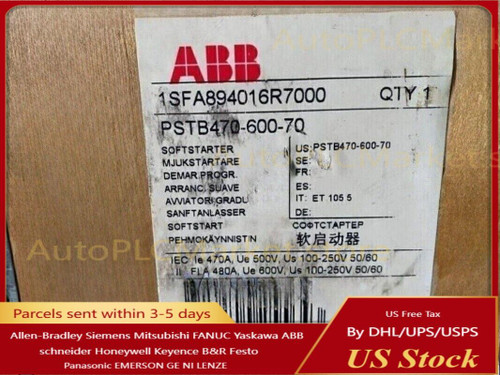 AutoPLCMarket
ABB
1SFA894016R7000 QTY 1
PSTB470-600-70
SOFTSTARTER US: PSTB470-600-70
MJUKSTARTARE SE:
DEMAR.PROGR. FR:
ARRANC. SUAVE ES:
AVVIATORI GRADU IT: ET 105 5
SANFTANLASSER DE:
SOFTSTART СОФТСТАРТЕР
PEHMOKÄYNNISTIN 软启动器
IEC Ie 470A, Ue 600V, Us 100-250V 50/60
FLA 480A, Ue 600V, Us 100-250V 50/60
Parcels sent within 3-5 days
Allen-Bradley Siemens Mitsubishi FANUC Yaskawa ABB
schneider Honeywell Keyence B&R Festo
Panasonic EMERSON GE NI LENZE
US Free Tax
By DHL/UPS/USPS
US Stock